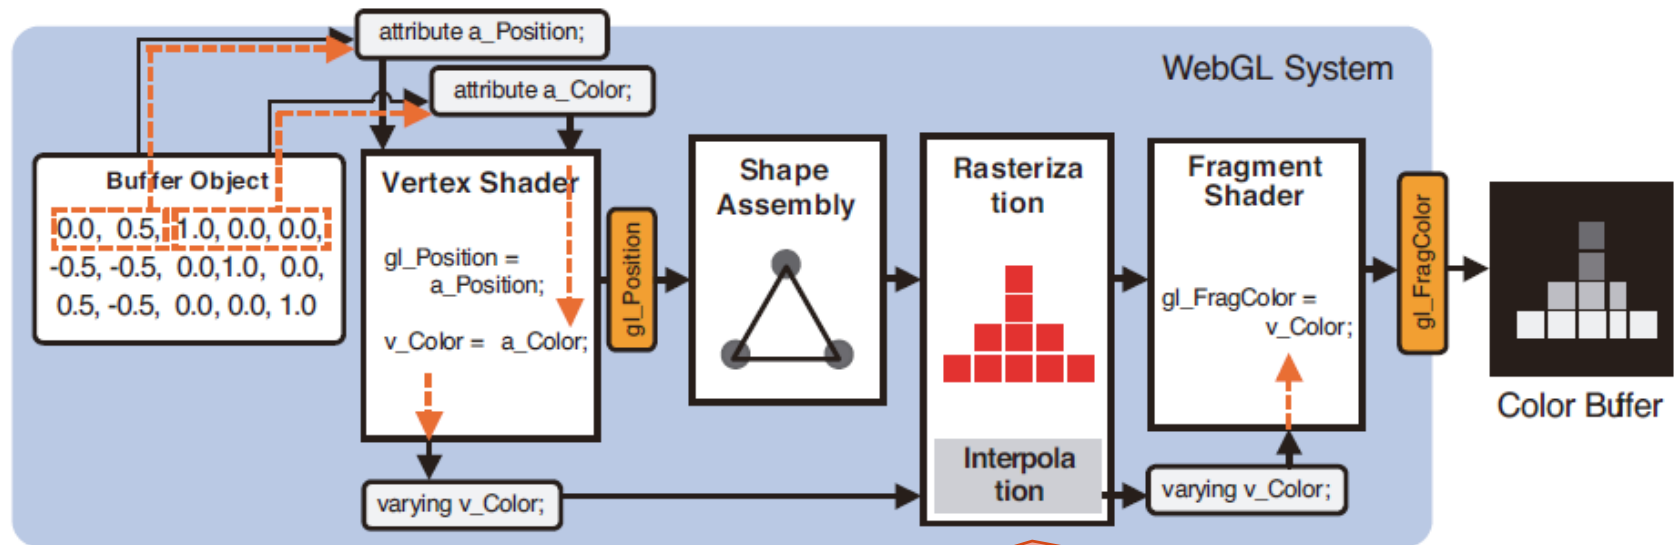 attribute a_Position;
WebGL System
attribute a_Color;
Buffer Object
0.0, 0.5, 1.0, 0.0, 0.0,
-0.5, -0.5, 0.0,1.0, 0.0,
0.5, -0.5, 0.0, 0.0, 1.0
Vertex Shader
gl_Position =
a_Position;
v_Color = a_Color;
gl_Position
Shape
Assembly
Rasteriza
tion
Interpola
tion
Fragment
Shader
gl_FragColor =
v_Color;
gl_FragColor
Color Buffer
varying v_Color;
varying v_Color;